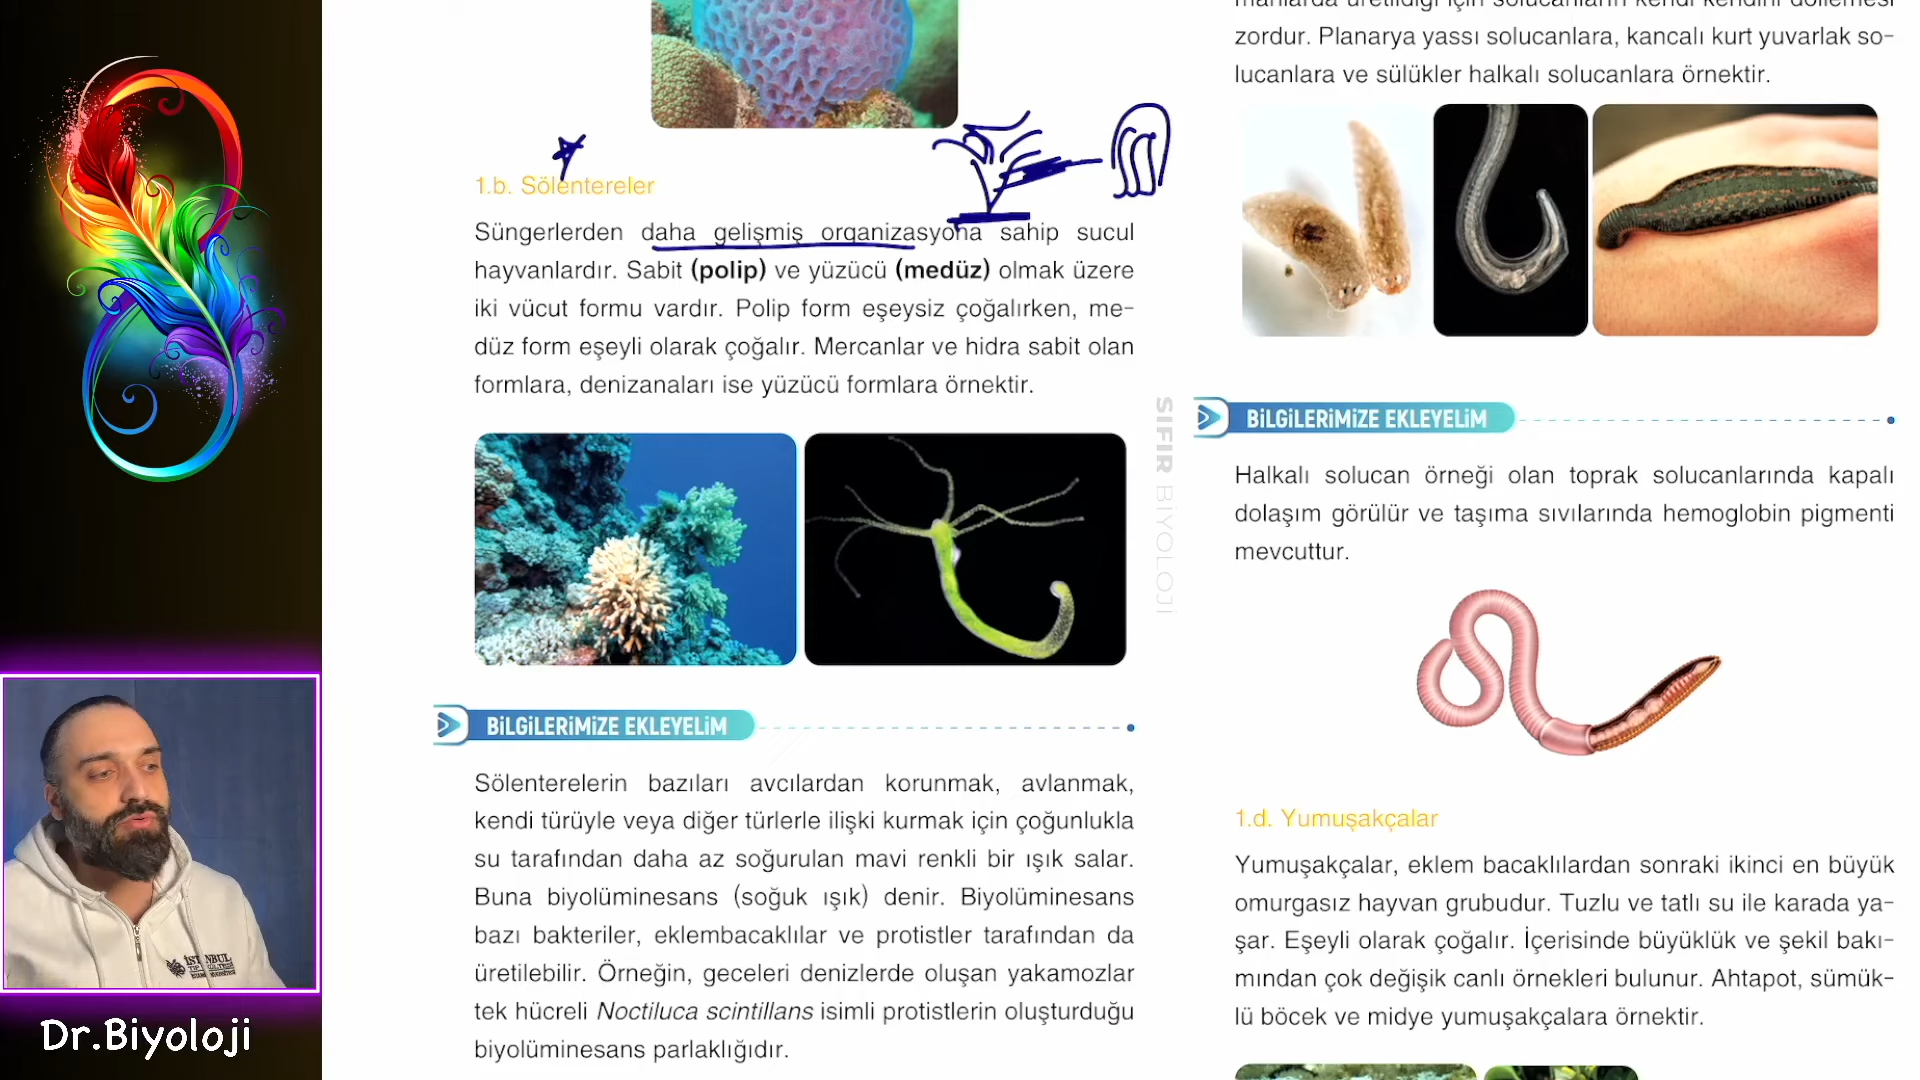 1.b. Sölentereler
Süngerlerden daha gelişmiş organizasyona sahip sucul
hayvanlardır. Sabit (polip) ve yüzücü (medüz) olmak üzere
iki vücut formu vardır. Polip form eşeysiz çoğalırken, me-
düz form eşeyli olarak çoğalır. Mercanlar ve hidra sabit olan
formlara, denizanaları ise yüzücü formlara örnektir.
BİLGİLERİMİZE EKLEYELİM
Sölenterelerin bazıları avcılardan korunmak, avlanmak,
kendi türüyle veya diğer türlerle ilişki kurmak için çoğunlukla
su tarafından daha az soğurulan mavi renkli bir ışık salar.
Buna biyolüminesans (soğuk ışık) denir. Biyolüminesans
bazı bakteriler, eklembacaklılar ve protistler tarafından da
üretilebilir. Örneğin, geceleri denizlerde oluşan yakamozlar
tek hücreli Noctiluca scintillans isimli protistlerin oluşturduğu
biyolüminesans parlaklığıdır.
SIFIR BİYOLOJİ
manlarda üretildiği için solucanların kendi kendini döllemesi
zordur. Planarya yassı solucanlara, kancalı kurt yuvarlak so-
lucanlara ve sülükler halkalı solucanlara örnektir.
BİLGİLERİMİZE EKLEYELİM
Halkalı solucan örneği olan toprak solucanlarında kapalı
dolaşım görülür ve taşıma sıvılarında hemoglobin pigmenti
mevcuttur.
1.d. Yumuşakçalar
Yumuşakçalar, eklem bacaklılardan sonraki ikinci en büyük
omurgasız hayvan grubudur. Tuzlu ve tatlı su ile karada ya-
şar. Eşeyli olarak çoğalır. İçerisinde büyüklük ve şekil bakı-
mından çok değişik canlı örnekleri bulunur. Ahtapot, sümük-
lü böcek ve midye yumuşakçalara örnektir.
İSTANBUL
Dr.Biyoloji